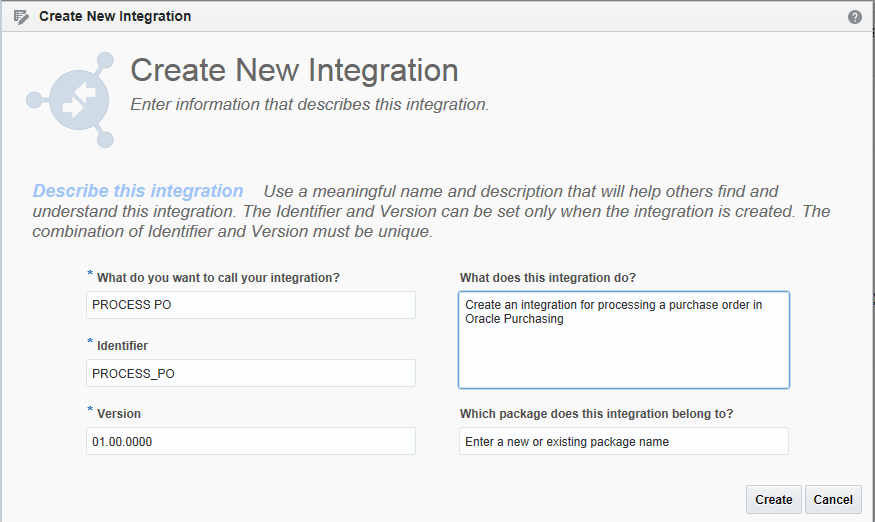 Create New Integration
Create New Integration
Enter information that describes this integration.
Describe this integration Use a meaningful name and description that will help others find and
understand this integration. The Identifier and Version can be set only when the integration is created. The
combination of Identifier and Version must be unique.
* What do you want to call your integration?
PROCESS PO
* Identifier
PROCESS_PO
* Version
01.00.0000
What does this integration do?
Create an integration for processing a purchase order in
Oracle Purchasing
Which package does this integration belong to?
Enter a new or existing package name
Create Cancel